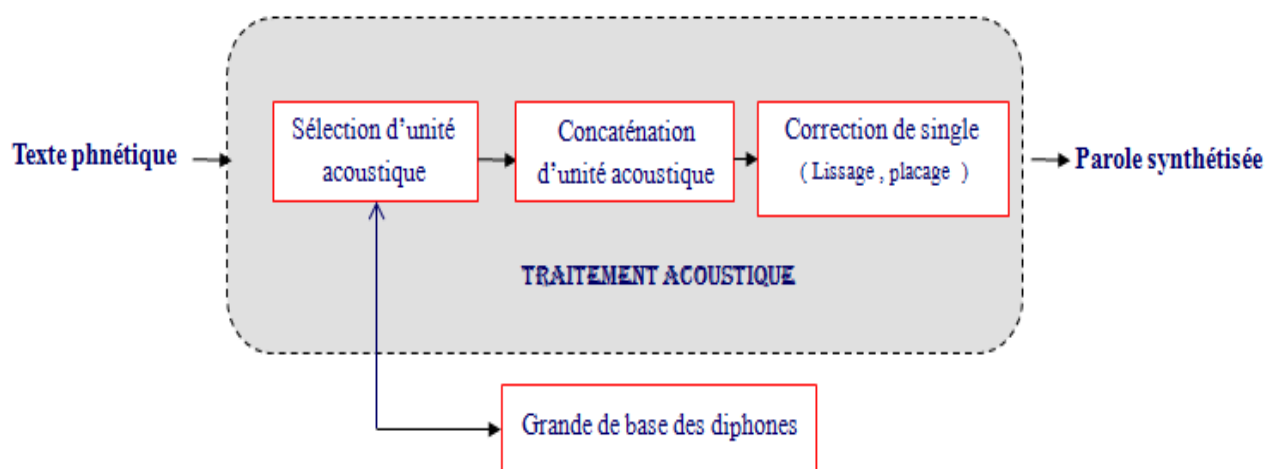 Texte phnétique
Sélection d'unité
acoustique
Concaténation
d'unité acoustique
Correction de single
( Lissage , placage )
Parole synthétisée
TRAITEMENT ACOUSTIQUE
Grande de base des diphones